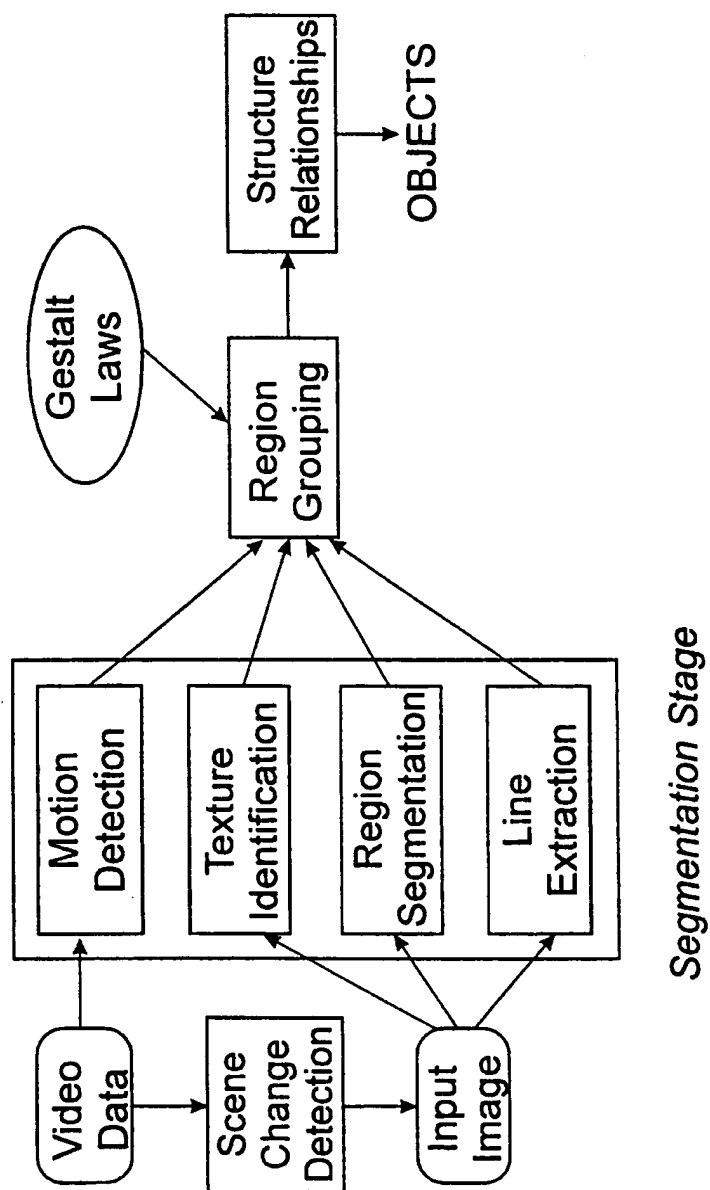 Video
Data
Scene
Change
Detection
Input
Image
Motion
Detection
Texture
Identification
Region
Segmentation
Line
Extraction
Segmentation Stage
Gestalt
Laws
Region
Grouping
Structure
Relationships
OBJECTS